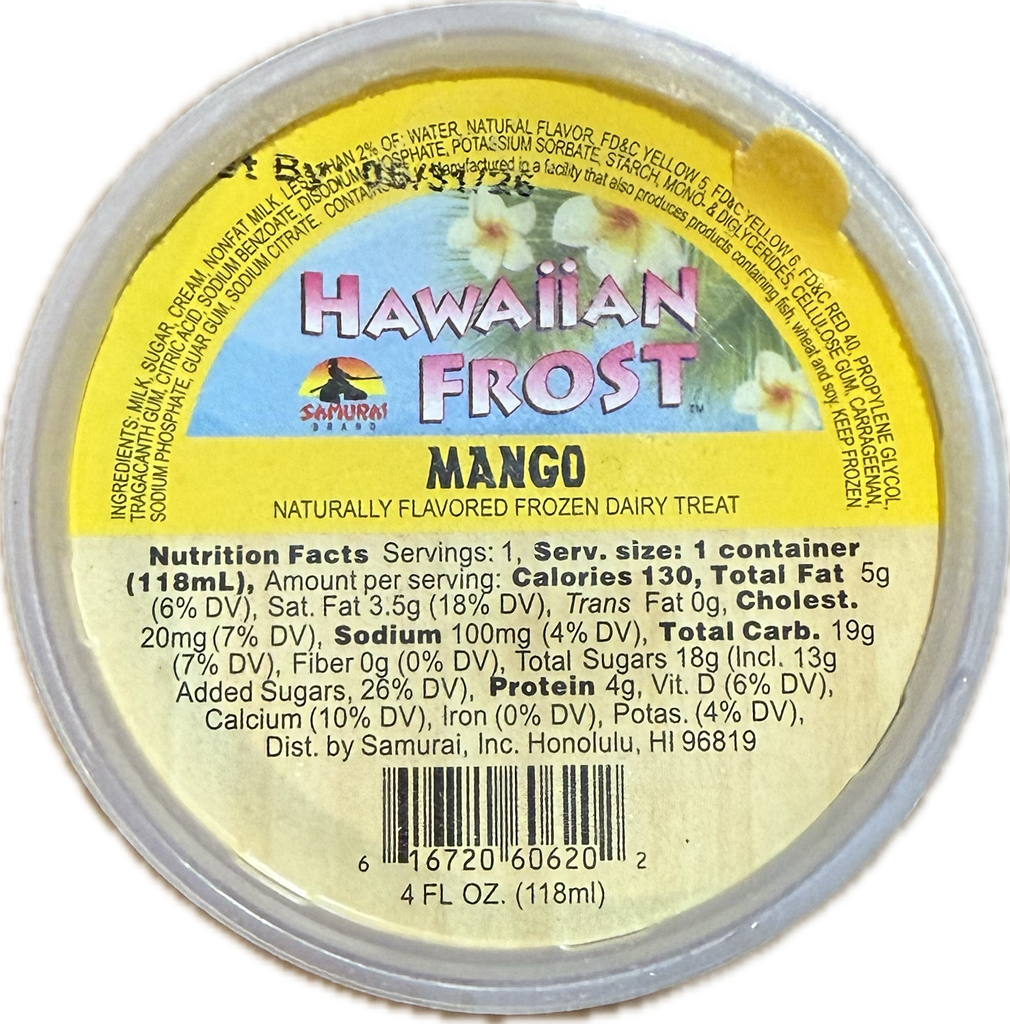 INGREDIENTS: MILK, SUGAR, CREAM, NONFAT MILK, LESS THAN 2% OF: WATER, NATURAL FLAVOR, FD&C YELLOW 5, FD&C YELLOW 6, FD&C RED 40, PROPYLENE GLYCOL,
TRAGACANTH GUM, CITRIC ACID, SODIUM BENZOATE, DISODIUM PHOSPHATE, POTASSIUM SORBATE, STARCH, MONO- & DIGLYCERIDES, CELLULOSE GUM, CARRAGEENAN,
SODIUM PHOSPHATE, GUAR GUM, SODIUM CITRATE. CONTAINS Manufactured in a facility that also produces products containing fish, wheat and soy. KEEP FROZEN
By 05/31/26
HAWAIIAN
FROST™
SAMURAI
BRAND
MANGO
NATURALLY FLAVORED FROZEN DAIRY TREAT
Nutrition Facts Servings: 1, Serv. size: 1 container
(118mL), Amount per serving: Calories 130, Total Fat 5g
(6% DV), Sat. Fat 3.5g (18% DV), Trans Fat 0g, Cholest.
20mg (7% DV), Sodium 100mg (4% DV), Total Carb. 19g
(7% DV), Fiber 0g (0% DV), Total Sugars 18g (Incl. 13g
Added Sugars, 26% DV), Protein 4g, Vit. D (6% DV),
Calcium (10% DV), Iron (0% DV), Potas. (4% DV),
Dist. by Samurai, Inc. Honolulu, HI 96819
6 16720 60620 2
4 FL OZ. (118ml)